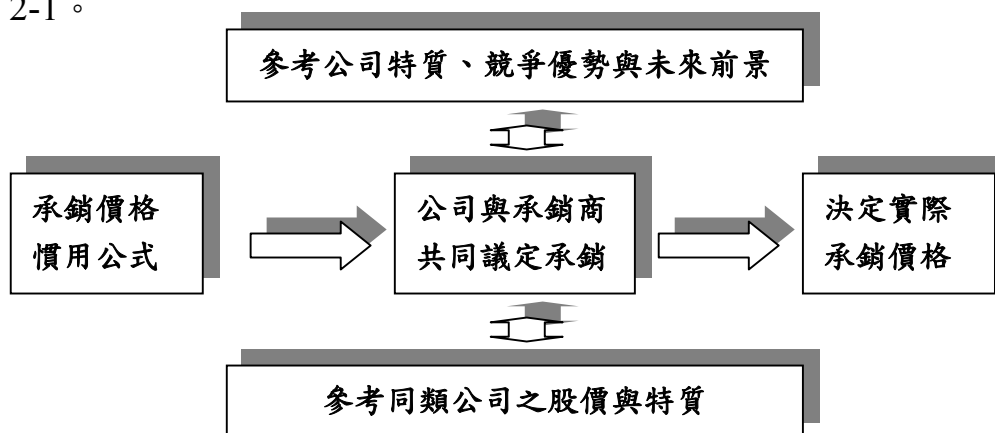 2-1。
參考公司特質、競爭優勢與未來前景
承銷價格
慣用公式
公司與承銷商
共同議定承銷
決定實際
承銷價格
參考同類公司之股價與特質